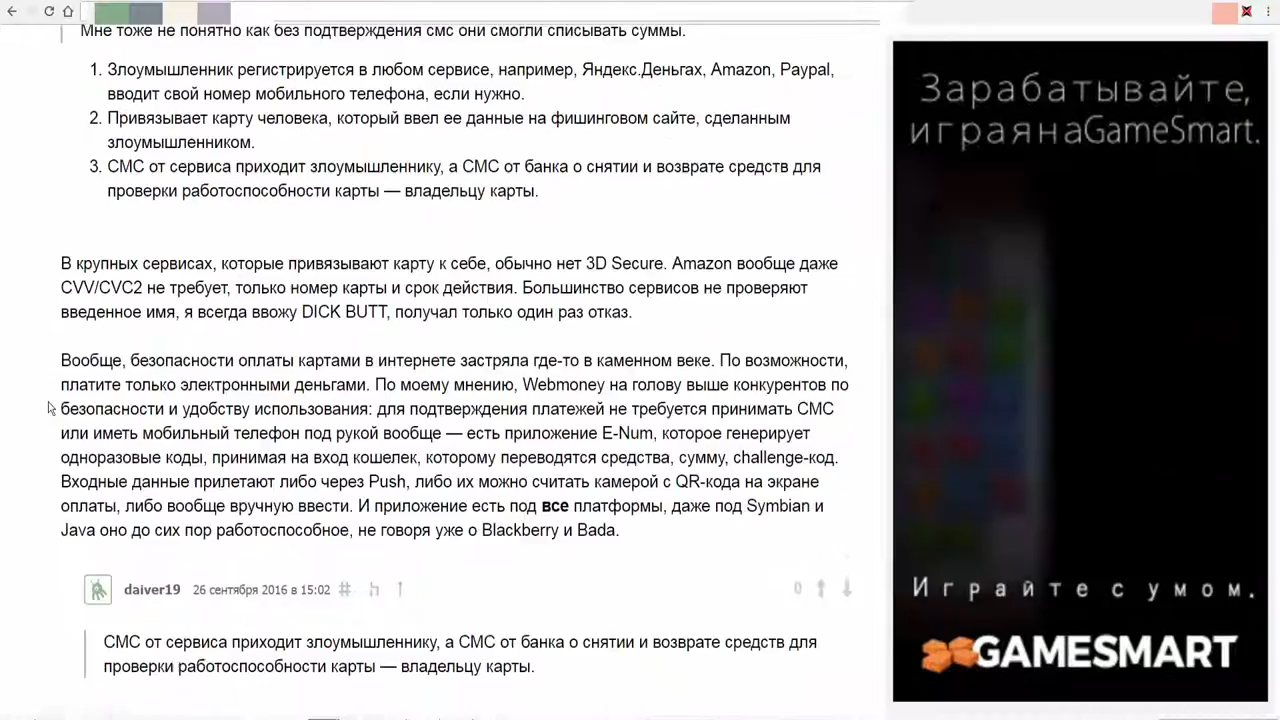 Мне тоже не понятно как без подтверждения смс они смогли списывать суммы.
1. Злоумышленник регистрируется в любом сервисе, например, Яндекс.Деньгах, Amazon, Paypal,
вводит свой номер мобильного телефона, если нужно.
2. Привязывает карту человека, который ввел ее данные на фишинговом сайте, сделанным
злоумышленником.
3. СМС от сервиса приходит злоумышленнику, а СМС от банка о снятии и возврате средств для
проверки работоспособности карты — владельцу карты.
В крупных сервисах, которые привязывают карту к себе, обычно нет 3D Secure. Amazon вообще даже
CVV/CVC2 не требует, только номер карты и срок действия. Большинство сервисов не проверяют
введенное имя, я всегда ввожу DICK BUTT, получал только один раз отказ.
Вообще, безопасности оплаты картами в интернете застряла где-то в каменном веке. По возможности,
платите только электронными деньгами. По моему мнению, Webmoney на голову выше конкурентов по
безопасности и удобству использования: для подтверждения платежей не требуется принимать СМС
или иметь мобильный телефон под рукой вообще — есть приложение E-Num, которое генерирует
одноразовые коды, принимая на вход кошелек, которому переводятся средства, сумму, challenge-код.
Входные данные прилетают либо через Push, либо их можно считать камерой с QR-кода на экране
оплаты, либо вообще вручную ввести. И приложение есть под все платформы, даже под Symbian и
Java оно до сих пор работоспособное, не говоря уже о Blackberry и Bada.
daiver19 26 сентября 2016 в 15:02 # h ↑ 0
СМС от сервиса приходит злоумышленнику, а СМС от банка о снятии и возврате средств для
проверки работоспособности карты — владельцу карты.
Зарабатывайте,
играянаGameSmart.
Играйте с умом.
GAMESMART